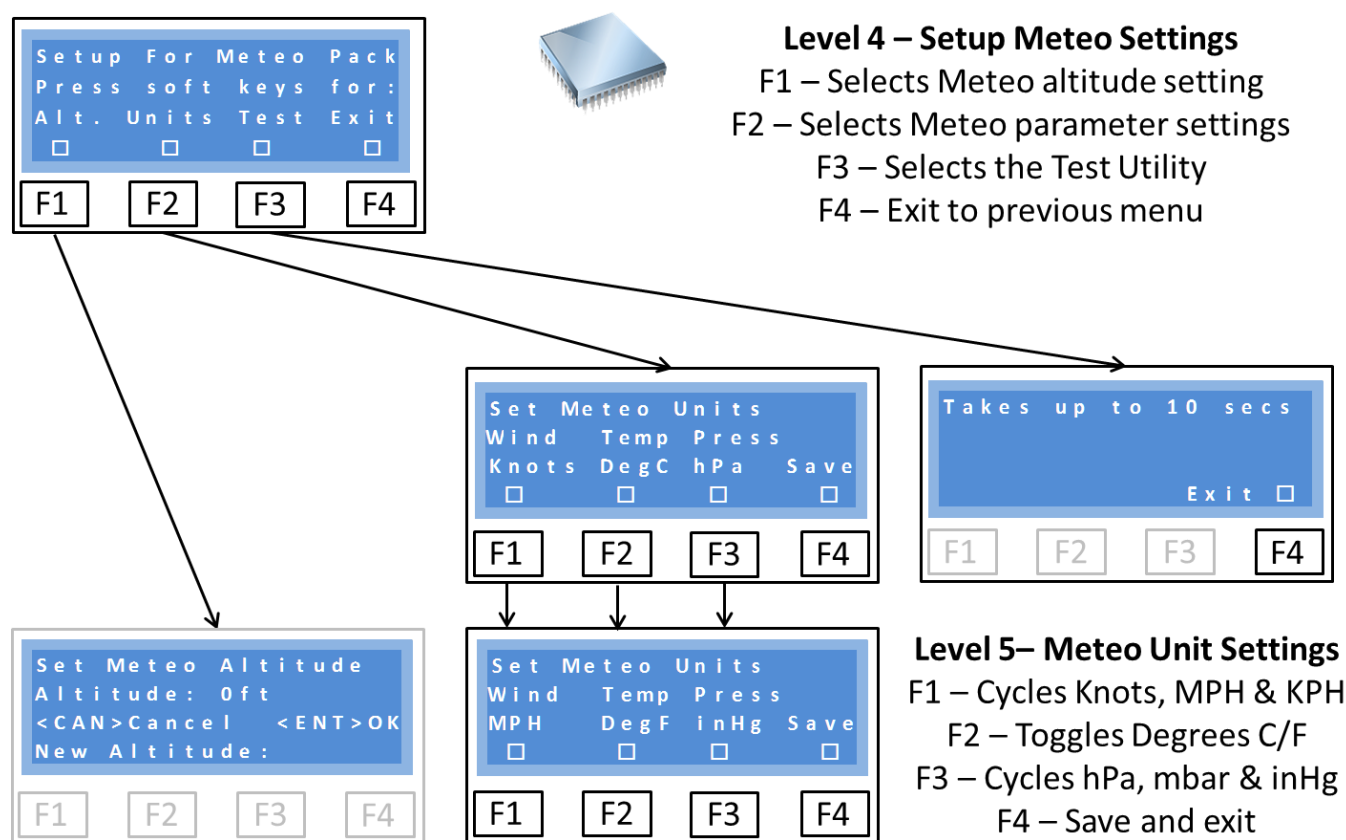 Setup For Meteo Pack
Press soft keys for:
Alt. Units Test Exit
F1 F2 F3 F4
Level 4 – Setup Meteo Settings
F1 – Selects Meteo altitude setting
F2 – Selects Meteo parameter settings
F3 – Selects the Test Utility
F4 – Exit to previous menu
Set Meteo Units
Wind Temp Press
Knots DegC hPa Save
F1 F2 F3 F4
Takes up to 10 secs
Exit
F1 F2 F3 F4
Set Meteo Altitude
Altitude: 0ft
<CAN>Cancel <ENT>OK
New Altitude:
F1 F2 F3 F4
Set Meteo Units
Wind Temp Press
MPH DegF inHg Save
F1 F2 F3 F4
Level 5– Meteo Unit Settings
F1 – Cycles Knots, MPH & KPH
F2 – Toggles Degrees C/F
F3 – Cycles hPa, mbar & inHg
F4 – Save and exit